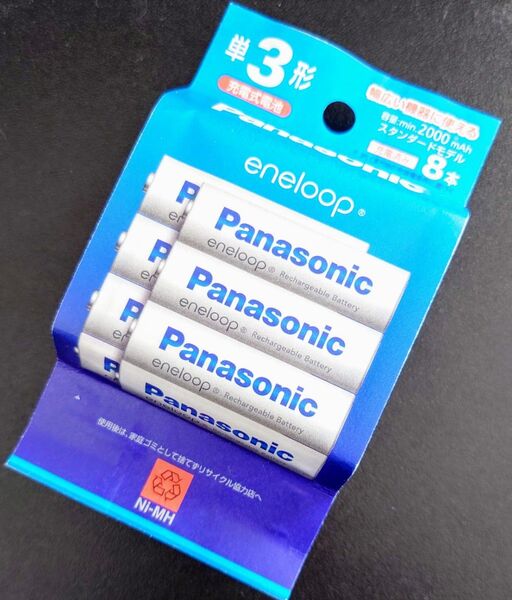 単3形
充電式電池
幅広い機器に使える
容量:min.2000mAh
スタンダードモデル
8本
Panasonic
eneloop®
Panasonic
eneloop® Rechargeable Battery
Panasonic
eneloop® Rechargeable Battery
Panasonic
eneloop® Rechargeable Battery
Panasonic
P
P
P
使用後は、家庭ゴミとして捨てずリサイクル協力店へ
Ni-MH